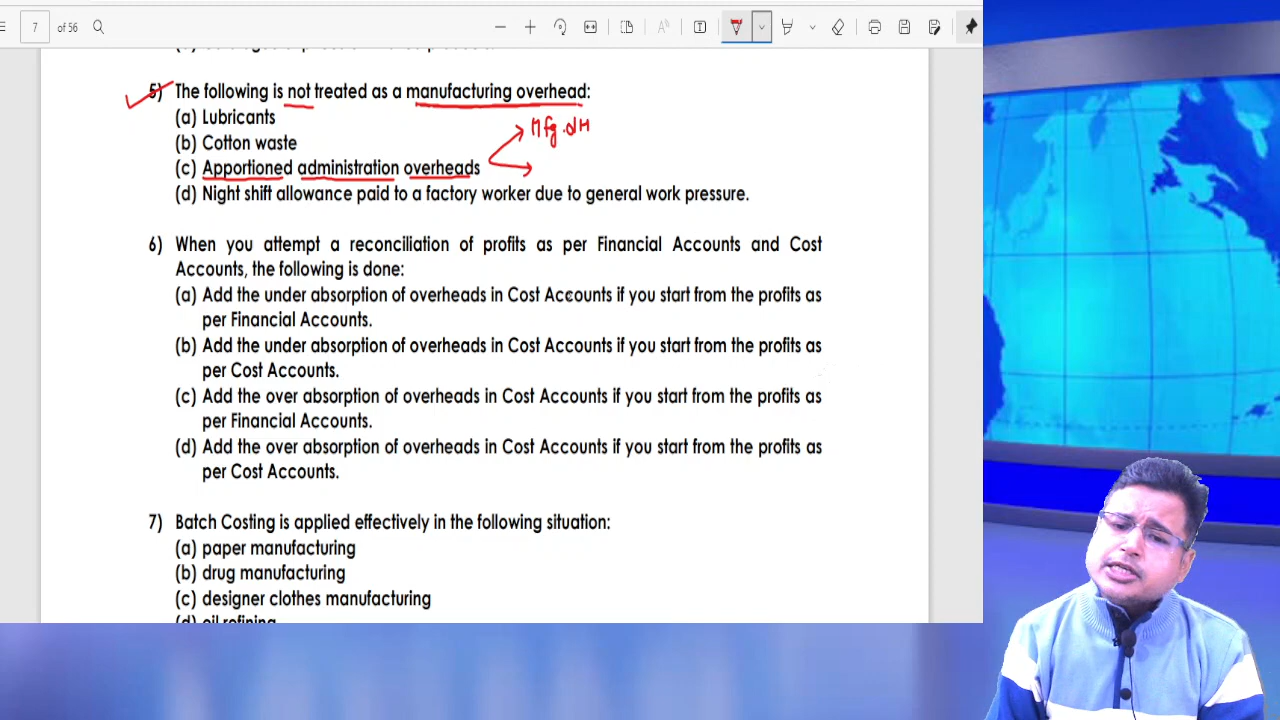 7 of 56
5) The following is not treated as a manufacturing overhead:
(a) Lubricants
Mfg.OH
(b) Cotton waste
(c) Apportioned administration overheads
(d) Night shift allowance paid to a factory worker due to general work pressure.
6) When you attempt a reconciliation of profits as per Financial Accounts and Cost
Accounts, the following is done:
(a) Add the under absorption of overheads in Cost Accounts if you start from the profits as
per Financial Accounts.
(b) Add the under absorption of overheads in Cost Accounts if you start from the profits as
per Cost Accounts.
(c) Add the over absorption of overheads in Cost Accounts if you start from the profits as
per Financial Accounts.
(d) Add the over absorption of overheads in Cost Accounts if you start from the profits as
per Cost Accounts.
7) Batch Costing is applied effectively in the following situation:
(a) paper manufacturing
(b) drug manufacturing
(c) designer clothes manufacturing
(d) oil refining